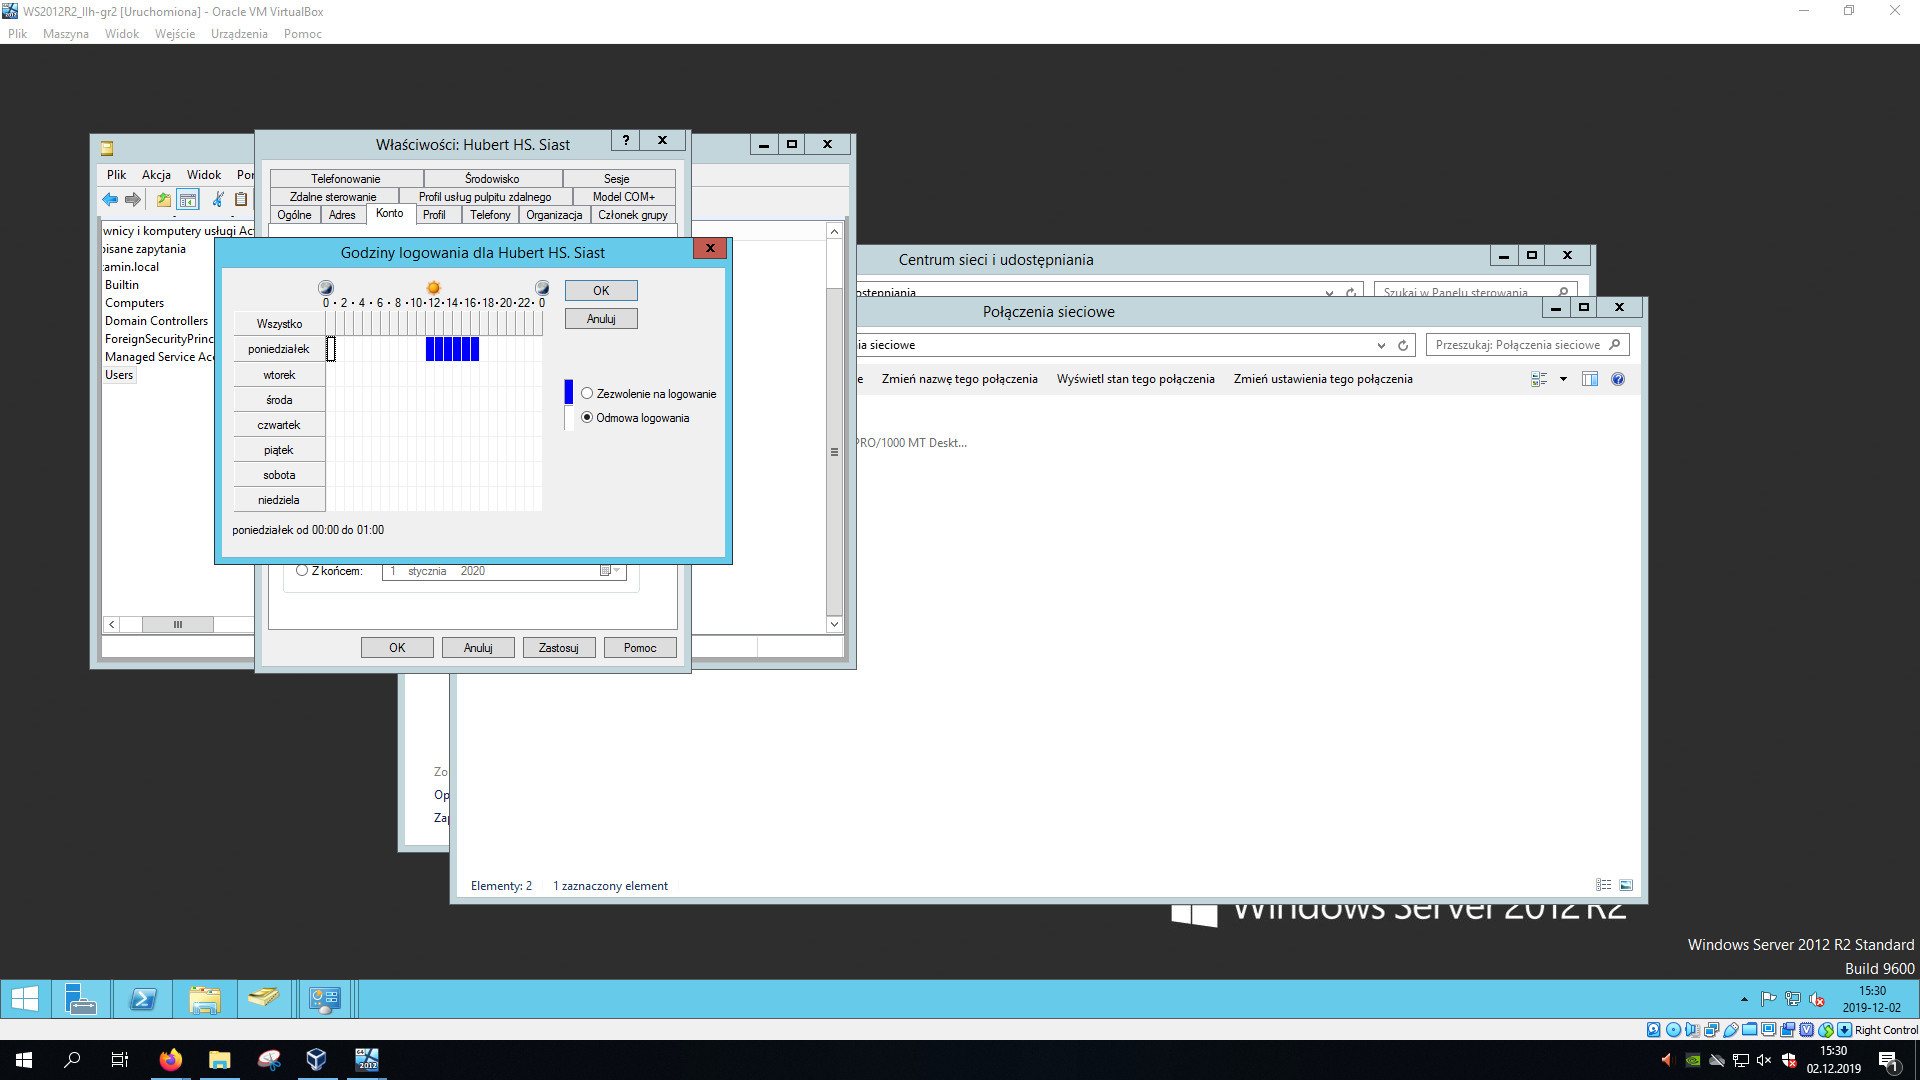 WS2012R2_llh-gr2 [Uruchomiona] - Oracle VM VirtualBox
Plik Maszyna Widok Wejście Urządzenia Pomoc
Właściwości: Hubert HS. Siast
?
Plik Akcja Widok
Telefonowanie Środowisko Sesje
Zdalne sterowanie Profil usług pulpitu zdalnego Model COM+
Ogólne Adres Konto Profil Telefony Organizacja Członek grupy
wnicy i komputery usługi Ac
pisane zapytania
amin.local
Builtin
Computers
Domain Controllers
ForeignSecurityPrinc
Managed Service Acc
Users
Godziny logowania dla Hubert HS. Siast
0 · 2 · 4 · 6 · 8 · 10 · 12 · 14 · 16 · 18 · 20 · 22 · 0
OK
Anuluj
Wszystko
poniedziałek
wtorek
środa
czwartek
piątek
sobota
niedziela
Zezwolenie na logowanie
Odmowa logowania
poniedziałek od 00:00 do 01:00
Z końcem: 1 stycznia 2020
OK Anuluj Zastosuj Pomoc
Centrum sieci i udostępniania
Szukaj w Panelu sterowania
Połączenia sieciowe
ia sieciowe
Przeszukaj: Połączenia sieciowe
e Zmień nazwę tego połączenia Wyświetl stan tego połączenia Zmień ustawienia tego połączenia
PRO/1000 MT Deskt...
Zo
Op
Zap
Elementy: 2 1 zaznaczony element
Windows Server 2012 R2
Windows Server 2012 R2 Standard
Build 9600
15:30
2019-12-02
Right Control
2012
15:30
02.12.2019
1